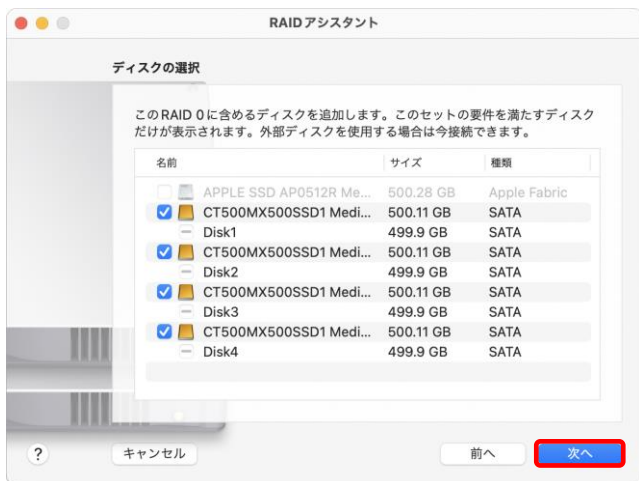 RAIDアシスタント
ディスクの選択
このRAID 0に含めるディスクを追加します。このセットの要件を満たすディスク
だけが表示されます。外部ディスクを使用する場合は今接続できます。
名前 サイズ 種類
APPLE SSD AP0512R Me... 500.28 GB Apple Fabric
CT500MX500SSD1 Medi... 500.11 GB SATA
Disk1 499.9 GB SATA
CT500MX500SSD1 Medi... 500.11 GB SATA
Disk2 499.9 GB SATA
CT500MX500SSD1 Medi... 500.11 GB SATA
Disk3 499.9 GB SATA
CT500MX500SSD1 Medi... 500.11 GB SATA
Disk4 499.9 GB SATA
? キャンセル 前へ 次へ